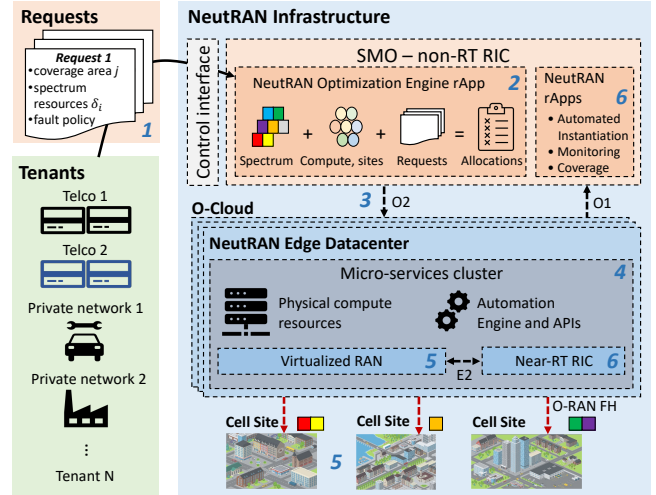 Requests
Request 1
•coverage area j
•spectrum
resources δᵢ
•fault policy
1
Tenants
Telco 1
Telco 2
Private network 1
Private network 2
⋮
Tenant N
NeutRAN Infrastructure
Control interface
SMO – non-RT RIC
NeutRAN Optimization Engine rApp
2
Spectrum
+
Compute, sites
+
Requests
=
Allocations
NeutRAN
rApps
6
• Automated
Instantiation
• Monitoring
• Coverage
3
O2
O1
O-Cloud
NeutRAN Edge Datacenter
Micro-services cluster
4
Physical compute
resources
Automation
Engine and APIs
Virtualized RAN
5
E2
Near-RT RIC
6
O-RAN FH
Cell Site
Cell Site
Cell Site
5